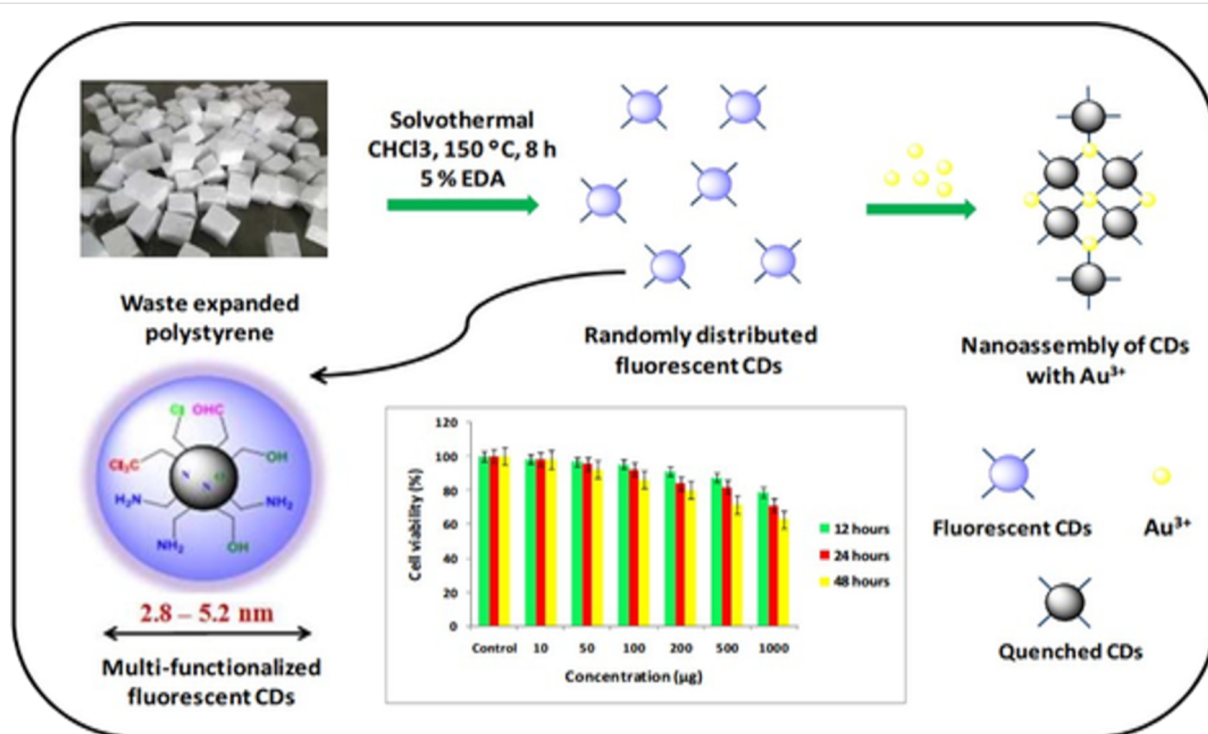 Solvothermal
CHCl3, 150 °C, 8 h
5 % EDA
Waste expanded
polystyrene
Randomly distributed
fluorescent CDs
Nanoassembly of CDs
with Au³⁺
Cl OHC
Cl₃C
OH
N
O
N
H₂N
NH₂
NH₂
OH
2.8 – 5.2 nm
Multi-functionalized
fluorescent CDs
Cell viability (%)
120
100
80
60
40
20
0
Control 10 50 100 200 500 1000
Concentration (µg)
12 hours
24 hours
48 hours
Fluorescent CDs
Au³⁺
Quenched CDs